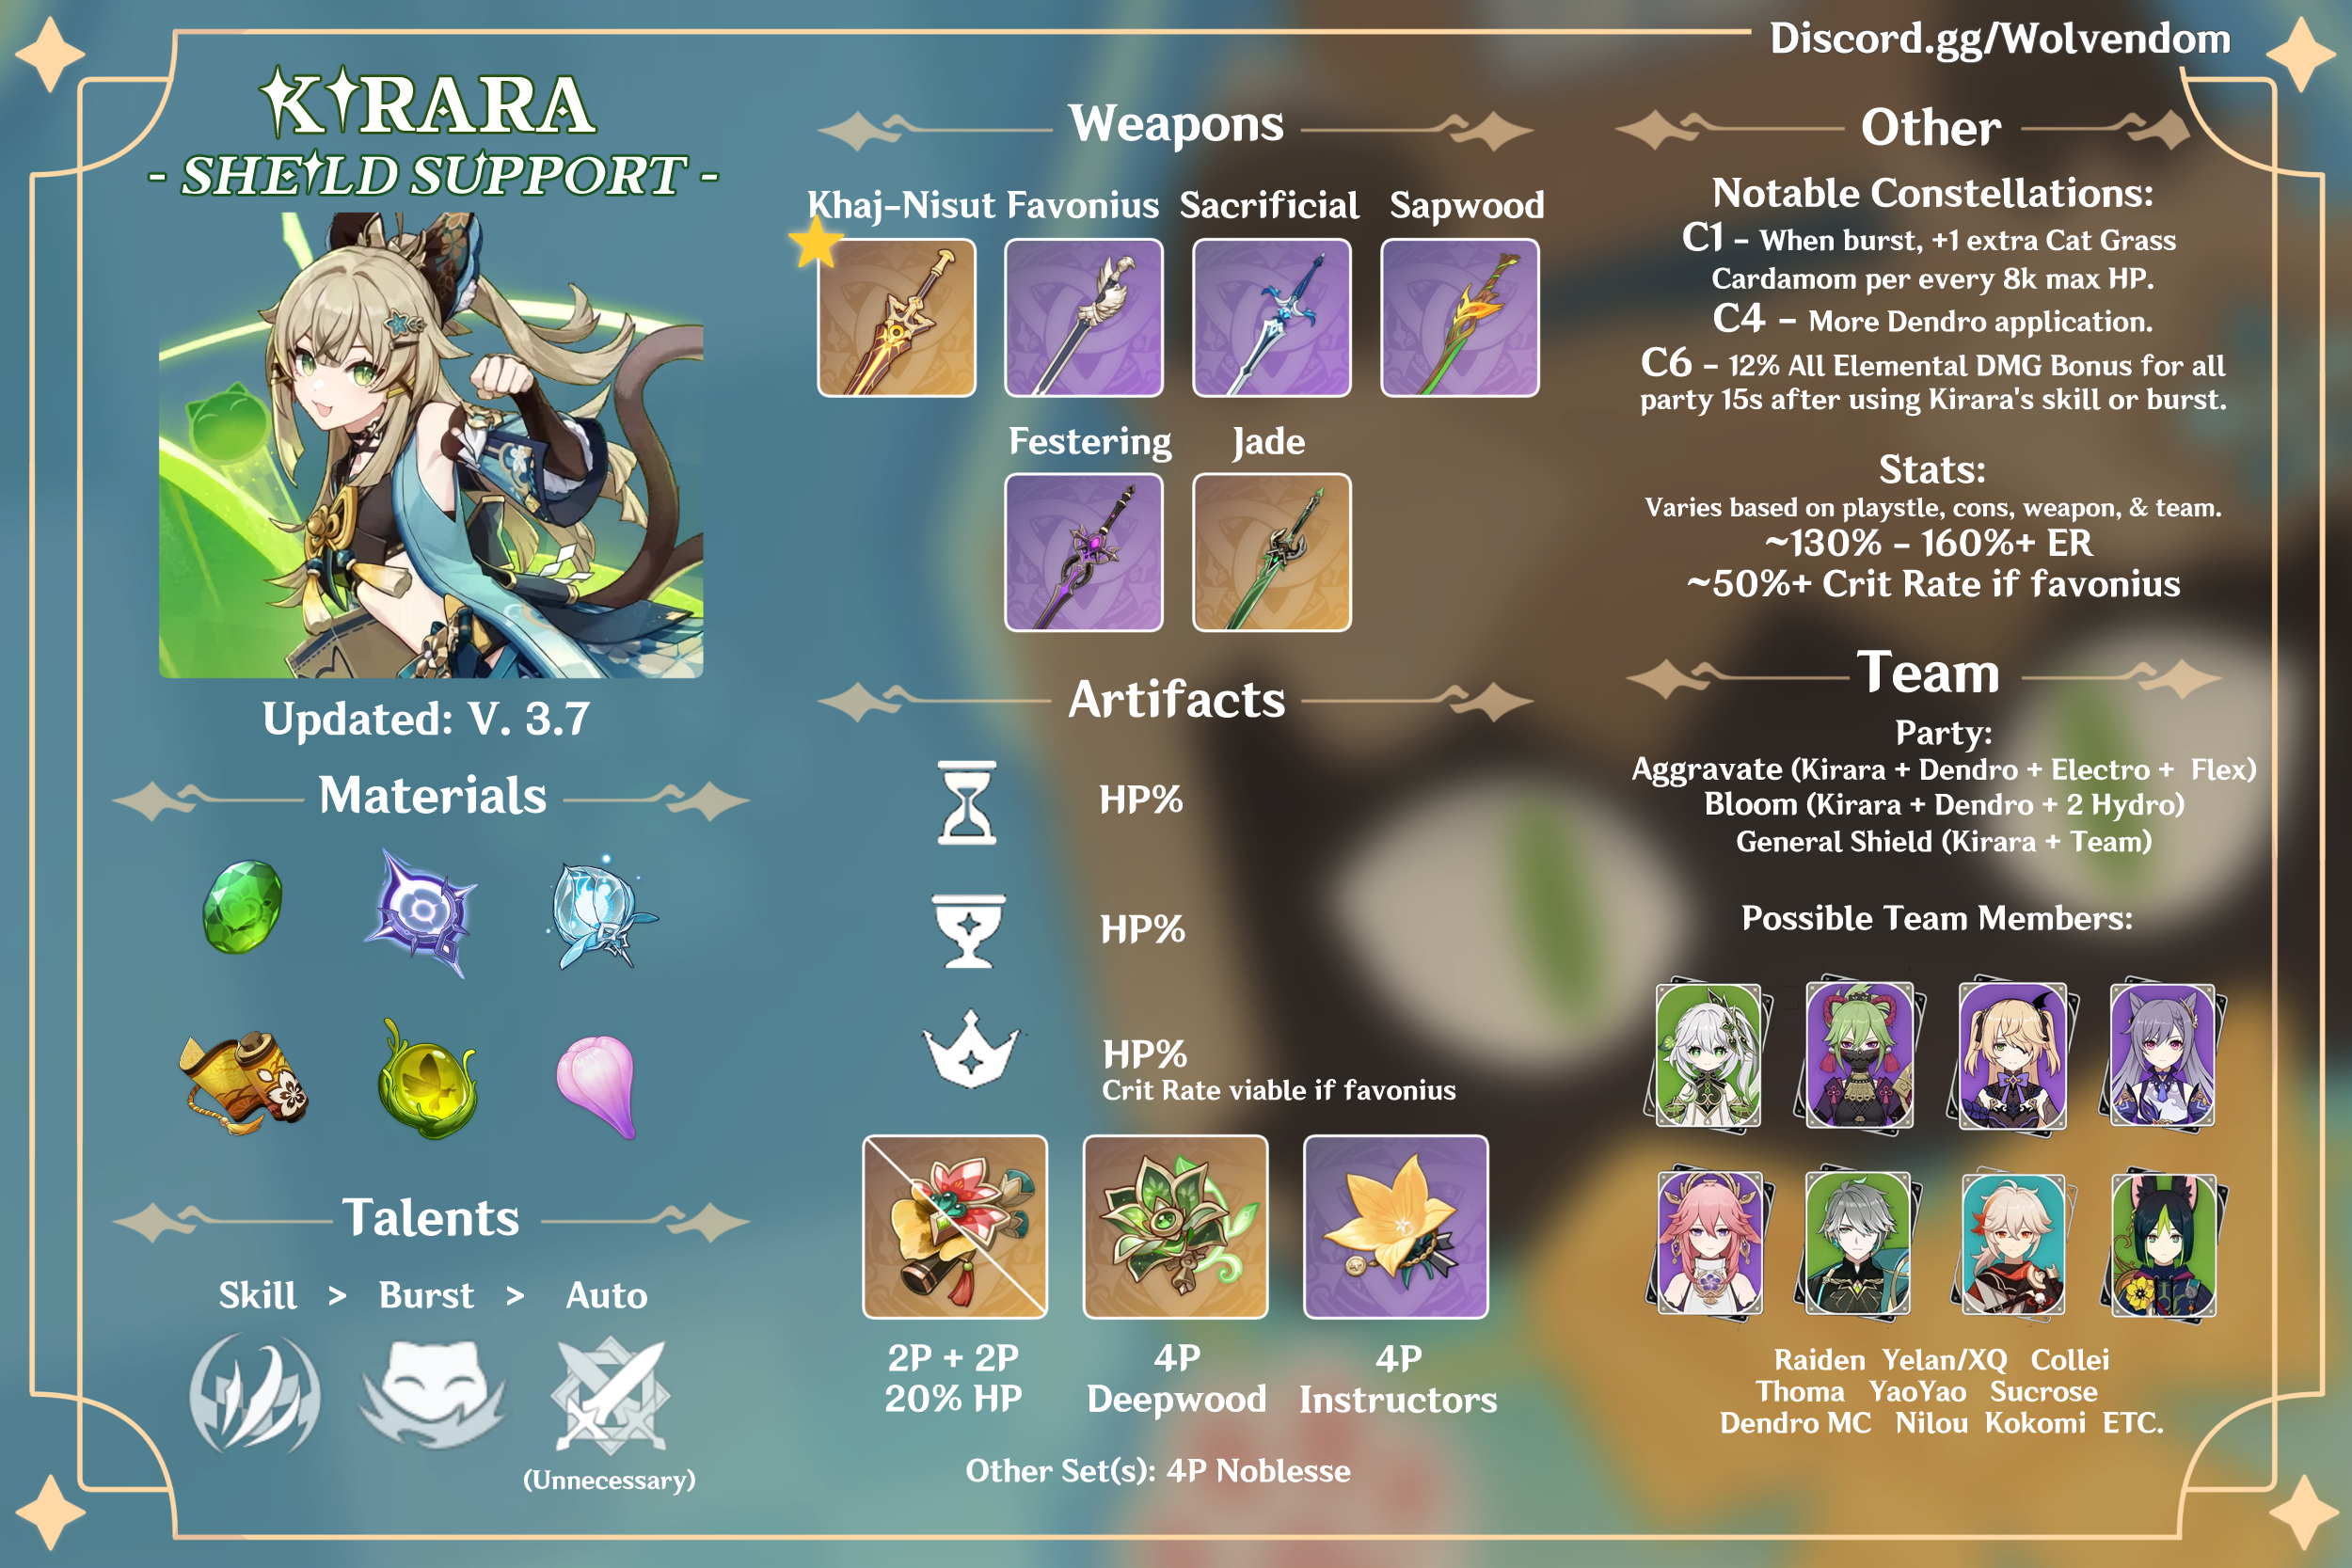 Discord.gg/Wolvendom
KIRARA
- SHEILD SUPPORT -
Updated: V. 3.7
Materials
Talents
Skill > Burst > Auto
(Unnecessary)
Weapons
Khaj-Nisut Favonius Sacrificial Sapwood
Festering Jade
Artifacts
HP%
HP%
HP%
Crit Rate viable if favonius
2P + 2P 4P 4P
20% HP Deepwood Instructors
Other Set(s): 4P Noblesse
Other
Notable Constellations:
C1 - When burst, +1 extra Cat Grass
Cardamom per every 8k max HP.
C4 - More Dendro application.
C6 - 12% All Elemental DMG Bonus for all
party 15s after using Kirara's skill or burst.
Stats:
Varies based on playstle, cons, weapon, & team.
~130% - 160%+ ER
~50%+ Crit Rate if favonius
Team
Party:
Aggravate (Kirara + Dendro + Electro + Flex)
Bloom (Kirara + Dendro + 2 Hydro)
General Shield (Kirara + Team)
Possible Team Members:
Raiden Yelan/XQ Collei
Thoma YaoYao Sucrose
Dendro MC Nilou Kokomi ETC.